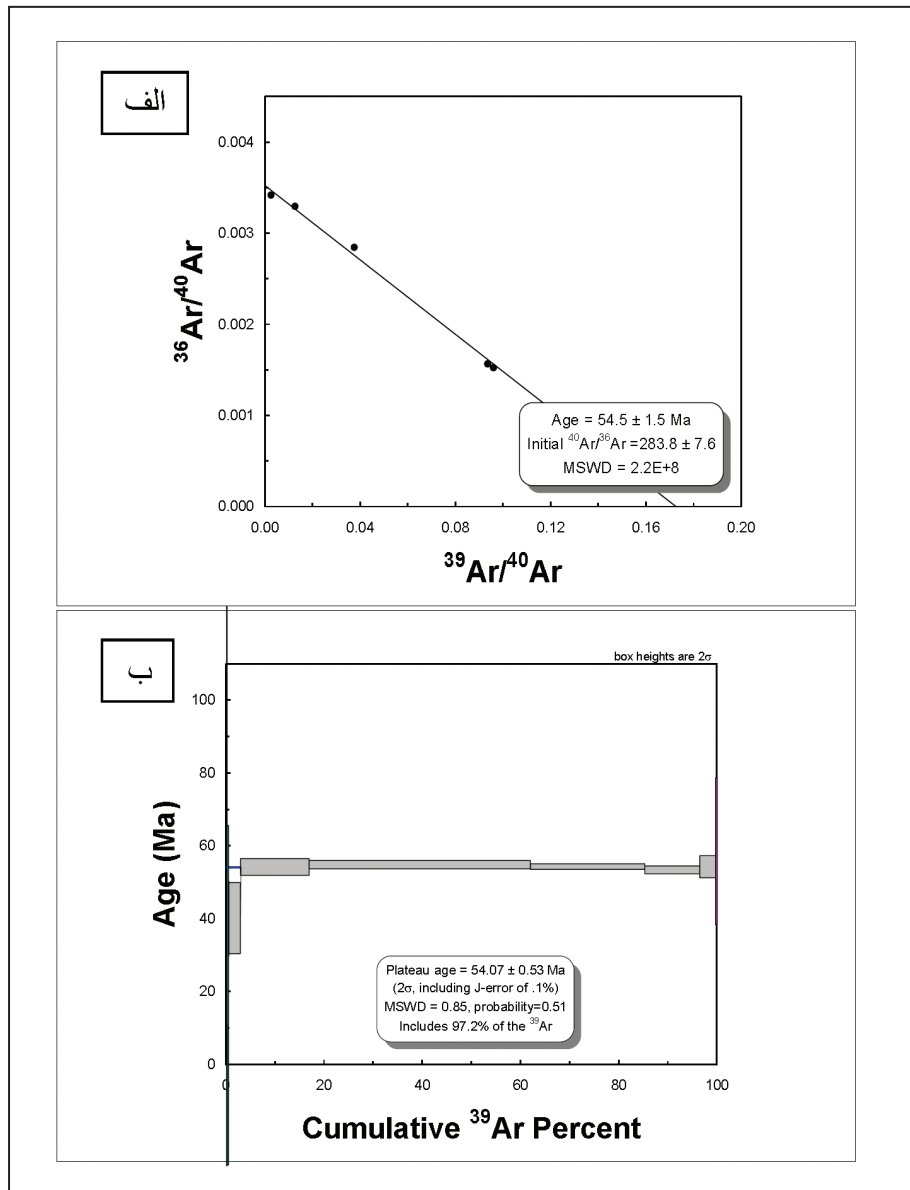 الف
0.004
0.003
0.002
0.001
0.000
³⁶Ar/⁴⁰Ar
Age = 54.5 ± 1.5 Ma
Initial ⁴⁰Ar/³⁶Ar =283.8 ± 7.6
MSWD = 2.2E+8
0.00 0.04 0.08 0.12 0.16 0.20
³⁹Ar/⁴⁰Ar
ب
box heights are 2σ
100
80
60
40
20
0
Age (Ma)
Plateau age = 54.07 ± 0.53 Ma
(2σ, including J-error of .1%)
MSWD = 0.85, probability=0.51
Includes 97.2% of the ³⁹Ar
0 20 40 60 80 100
Cumulative ³⁹Ar Percent